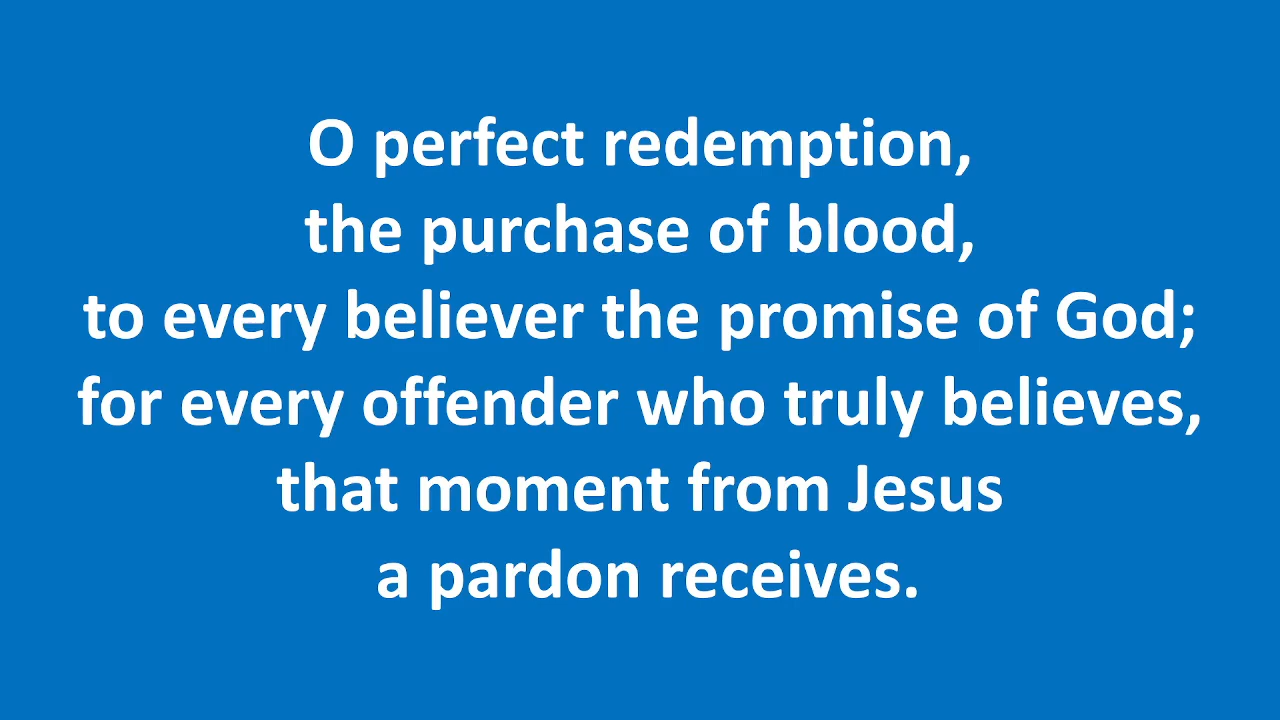 O perfect redemption,
the purchase of blood,
to every believer the promise of God;
for every offender who truly believes,
that moment from Jesus
a pardon receives.